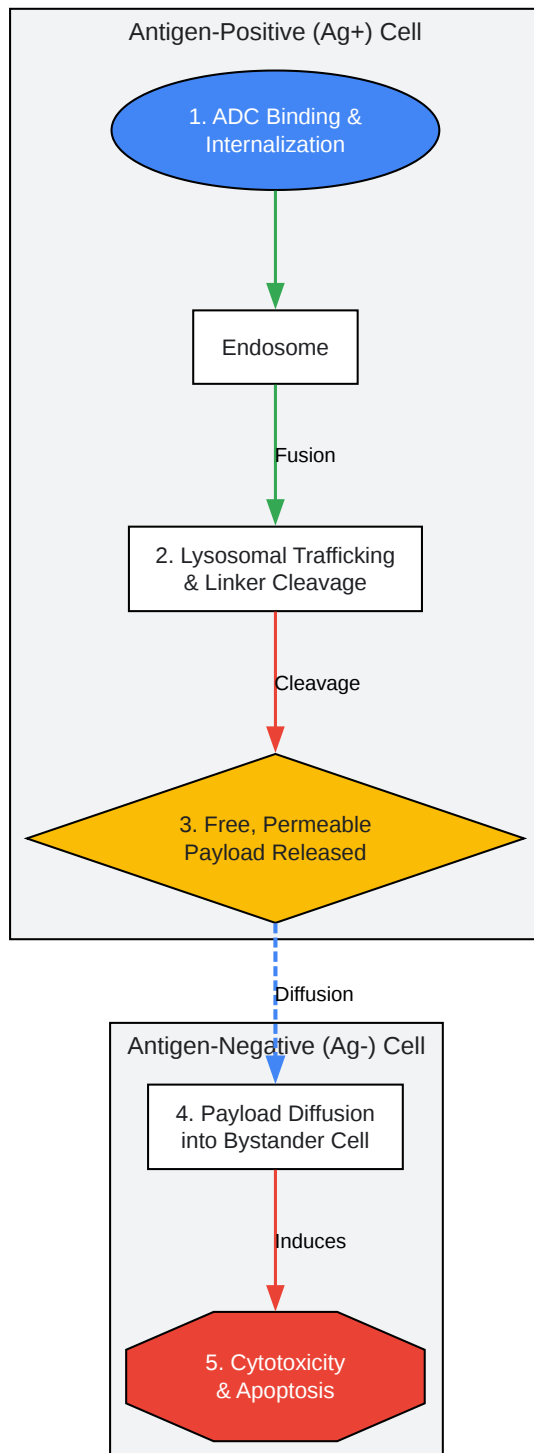 Antigen-Positive (Ag+) Cell
1. ADC Binding &
Internalization
Endosome
Fusion
2. Lysosomal Trafficking
& Linker Cleavage
Cleavage
3. Free, Permeable
Payload Released
Diffusion
Antigen-Negative (Ag-) Cell
4. Payload Diffusion
into Bystander Cell
Induces
5. Cytotoxicity
& Apoptosis